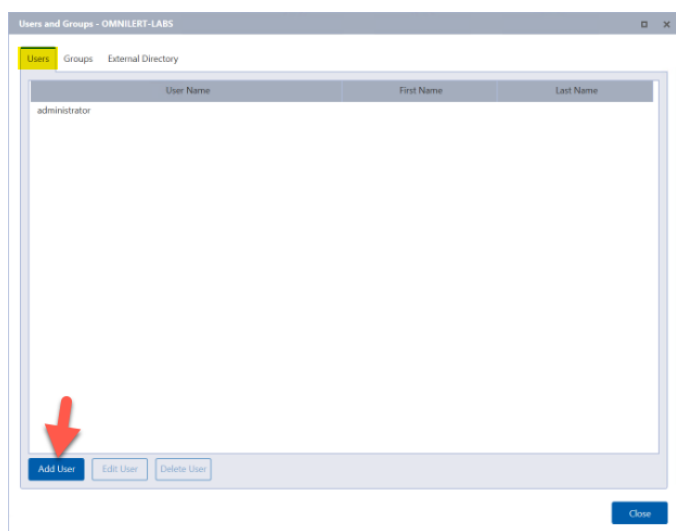 Users and Groups - OMNILERT-LABS
Users Groups External Directory
User Name First Name Last Name
administrator
Add User Edit User Delete User
Close